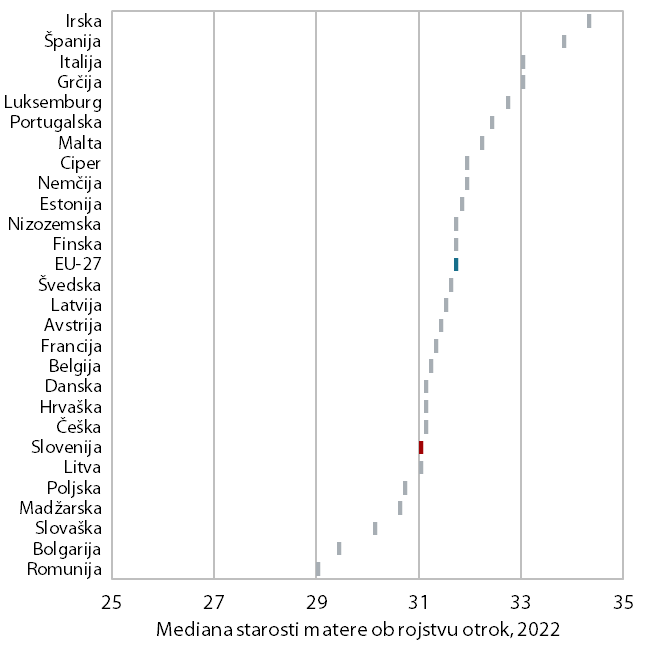 Irska
Španija
Italija
Grčija
Luksemburg
Portugalska
Malta
Ciper
Nemčija
Estonija
Nizozemska
Finska
EU-27
Švedska
Latvija
Avstrija
Francija
Belgija
Danska
Hrvaška
Češka
Slovenija
Litva
Poljska
Madžarska
Slovaška
Bolgarija
Romunija
25 27 29 31 33 35
Mediana starosti matere ob rojstvu otrok, 2022